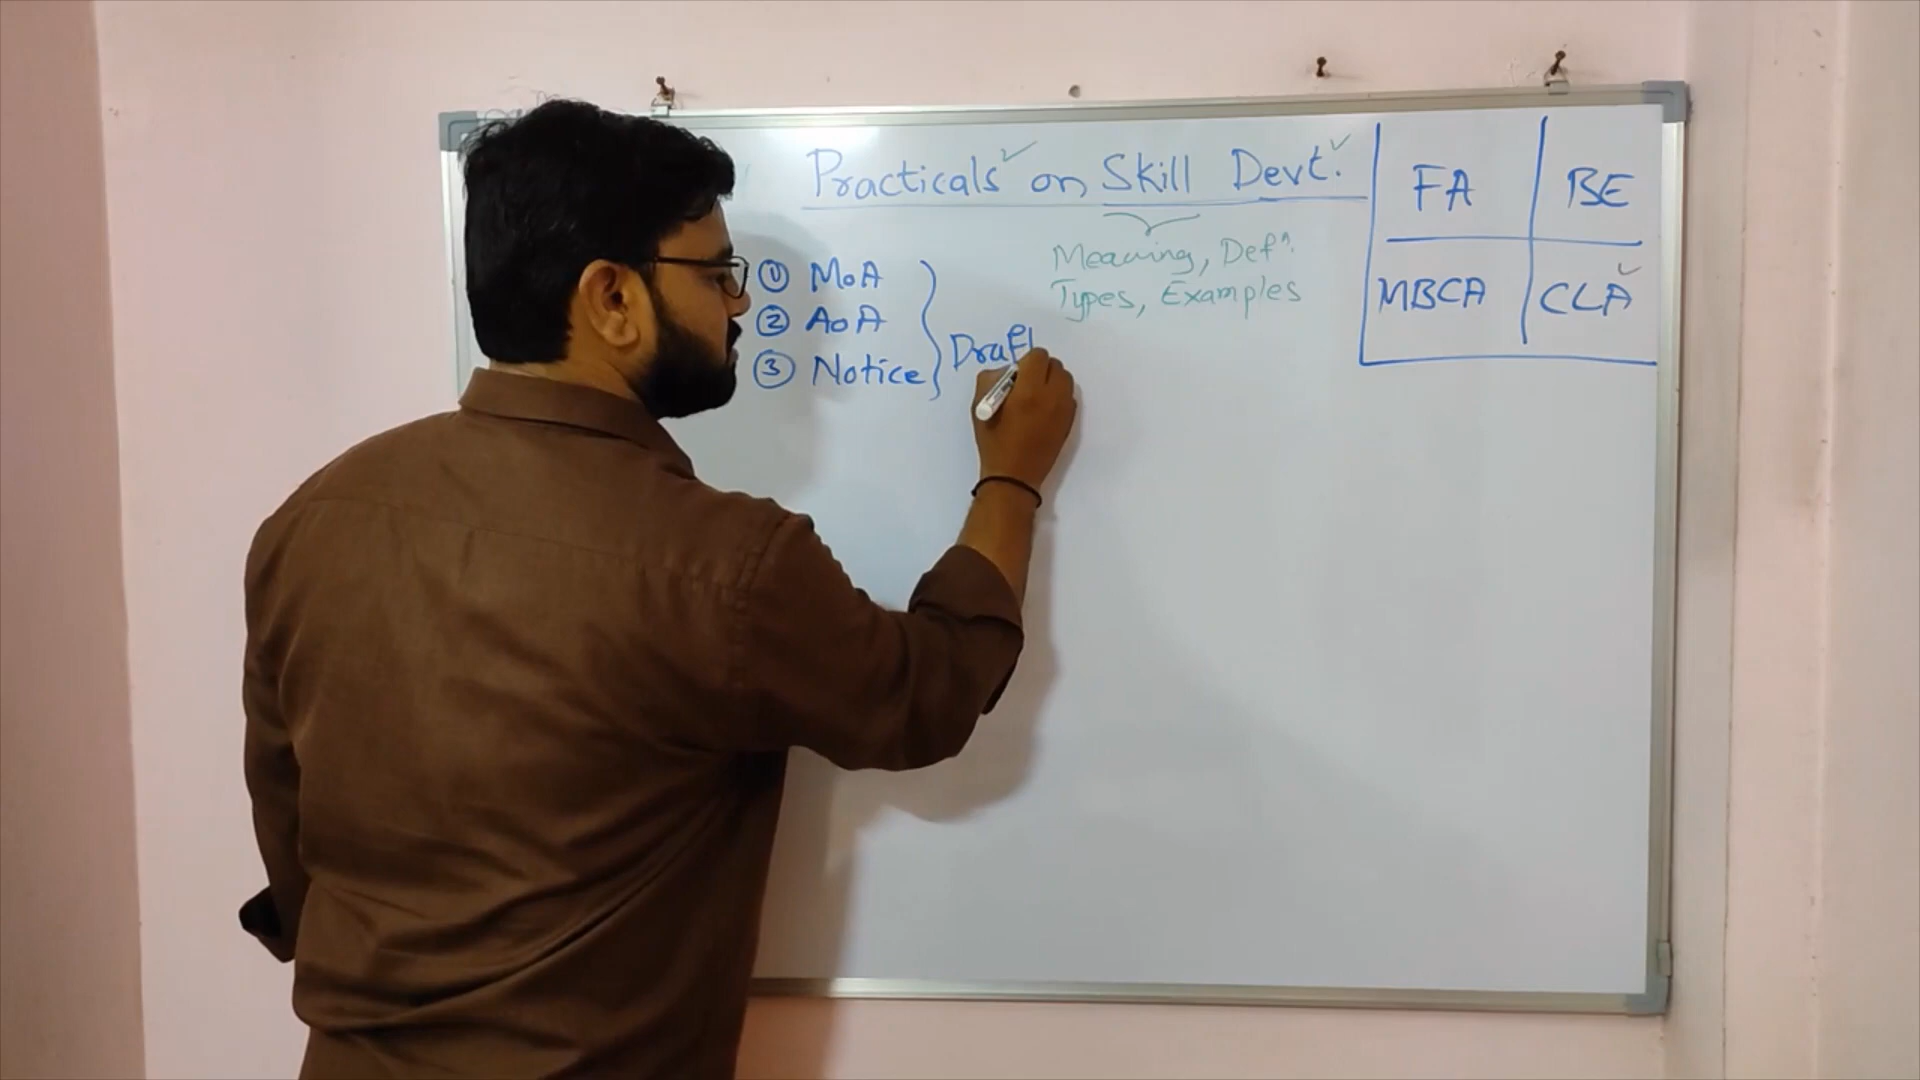 Practicals on Skill Devt.
Meaning, Defn.
Types, Examples
① MoA
② AoA
③ Notice
Draft
FA
BE
MBCA
CLA